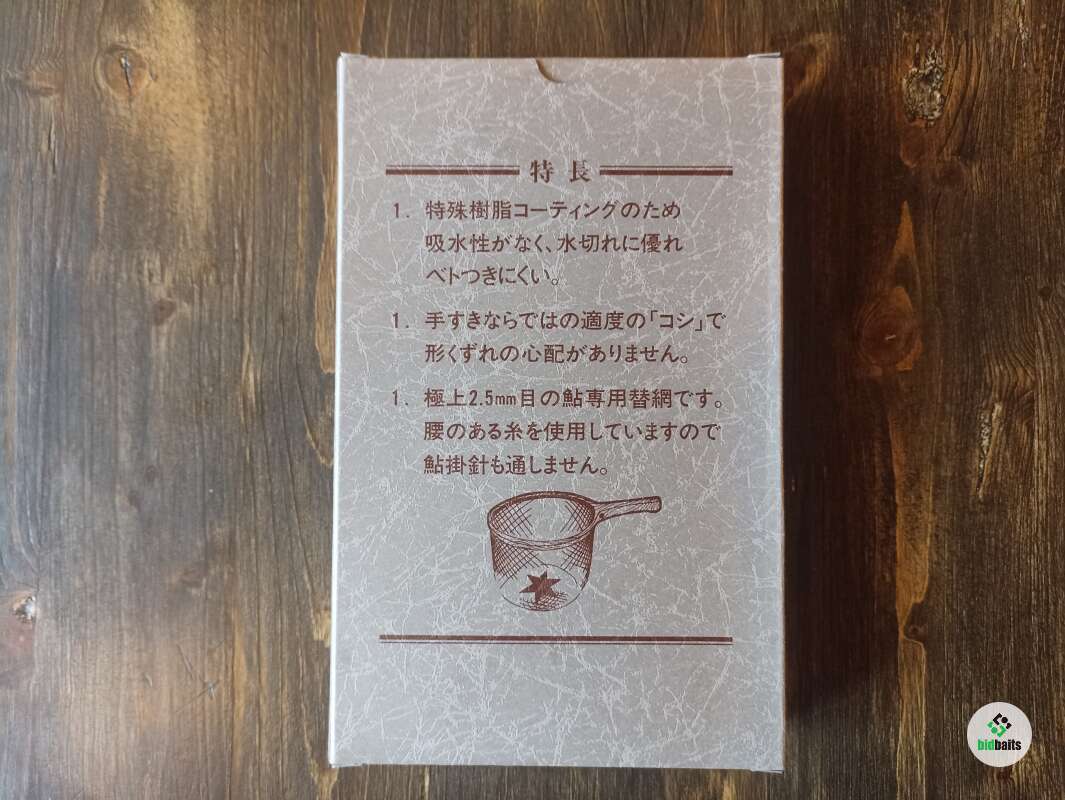 特長
1. 特殊樹脂コーティングのため
吸水性がなく、水切れに優れ
ベトつきにくい。
1. 手すきならではの適度の「コシ」で
形くずれの心配がありません。
1. 極上2.5mm目の鮎専用替網です。
腰のある糸を使用していますので
鮎掛針も通しません。
bidbaits